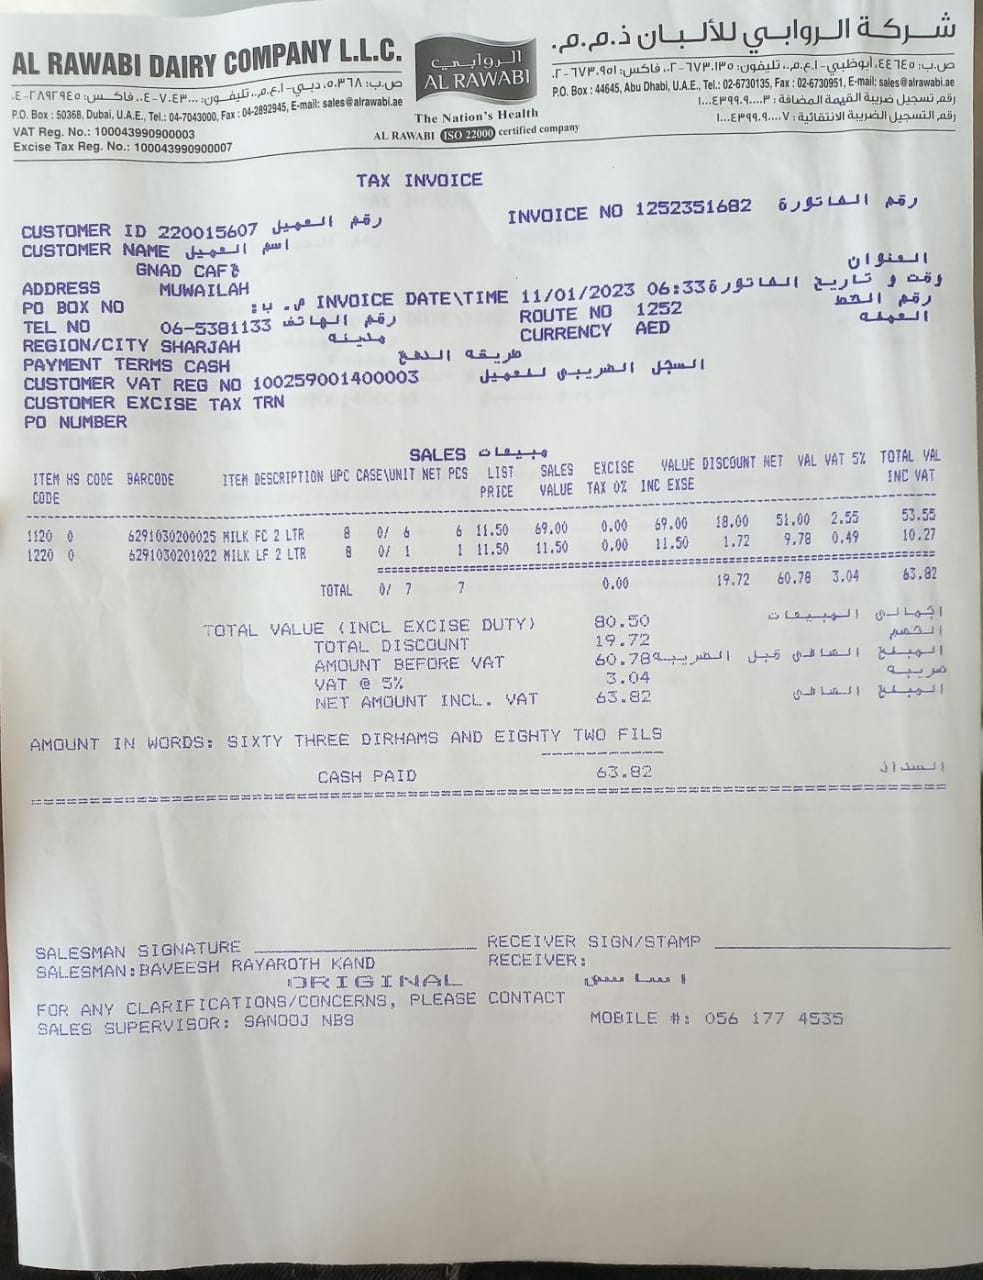 AL RAWABI DAIRY COMPANY L.L.C.
ص.ب: ٥٠٣٦٨، دبي-ا.ع.م.، تليفون: ٧٠٤٣٠٠٠-٠٤، فاكس: ٢٨٩٢٩٤٥-٠٤
P.O. Box : 50368, Dubai, U.A.E., Tel.: 04-7043000, Fax : 04-2892945, E-mail: sales@alrawabi.ae
VAT Reg. No.: 100043990900003
Excise Tax Reg. No.: 100043990900007
الروابي
AL RAWABI
The Nation's Health
AL RAWABI ISO 22000 certified company
شركة الروابي للألبان ذ.م.م.
ص.ب: ٤٤٦٤٥، أبوظبي-ا.ع.م.، تليفون: ٦٧٣٠١٣٥-٠٢، فاكس: ٦٧٣٠٩٥١-٠٢
P.O. Box : 44645, Abu Dhabi, U.A.E., Tel.: 02-6730135, Fax : 02-6730951, E-mail: sales@alrawabi.ae
رقم تسجيل ضريبة القيمة المضافة :
رقم التسجيل الضريبة الانتقائية :
TAX INVOICE
CUSTOMER ID 220015607 رقم العميل INVOICE NO 1252351682 رقم الفاتورة
CUSTOMER NAME اسم العميل
GNAD CAF العنوان
ADDRESS MUWAILAH
PO BOX NO م.ب: INVOICE DATE\TIME 11/01/2023 06:33 وقت و تاريخ الفاتورة
TEL NO 06-5381133 رقم الهاتف ROUTE NO 1252 رقم الخط
REGION/CITY SHARJAH مدينه CURRENCY AED العمله
PAYMENT TERMS CASH طريقه الدفع
CUSTOMER VAT REG NO 100259001400003 السجل الضريبي للعميل
CUSTOMER EXCISE TAX TRN
PO NUMBER
SALES مبيعات
ITEM HS CODE BARCODE ITEM DESCRIPTION UPC CASE\UNIT NET PCS LIST SALES EXCISE VALUE DISCOUNT NET VAL VAT 5% TOTAL VAL
CODE PRICE VALUE TAX 0% INC EXSE INC VAT
1120 0 6291030200025 MILK FC 2 LTR 8 0/ 6 6 11.50 69.00 0.00 69.00 18.00 51.00 2.55 53.55
1220 0 6291030201022 MILK LF 2 LTR 8 0/ 1 1 11.50 11.50 0.00 11.50 1.72 9.78 0.49 10.27
TOTAL 0/ 7 7 0.00 19.72 60.78 3.04 63.82
TOTAL VALUE (INCL EXCISE DUTY) 80.50 إجمالي المبيعات
TOTAL DISCOUNT 19.72 الخصم
AMOUNT BEFORE VAT 60.78 المبلغ الصافي قبل الضريبه
VAT @ 5% 3.04 ضريبه
NET AMOUNT INCL. VAT 63.82 المبلغ الصافي
AMOUNT IN WORDS: SIXTY THREE DIRHAMS AND EIGHTY TWO FILS
CASH PAID 63.82 السداد
SALESMAN SIGNATURE RECEIVER SIGN/STAMP
SALESMAN:BAVEESH RAYAROTH KAND RECEIVER:
ORIGINAL اساسي
FOR ANY CLARIFICATIONS/CONCERNS, PLEASE CONTACT
SALES SUPERVISOR: SANOOJ NBS MOBILE #: 056 177 4535